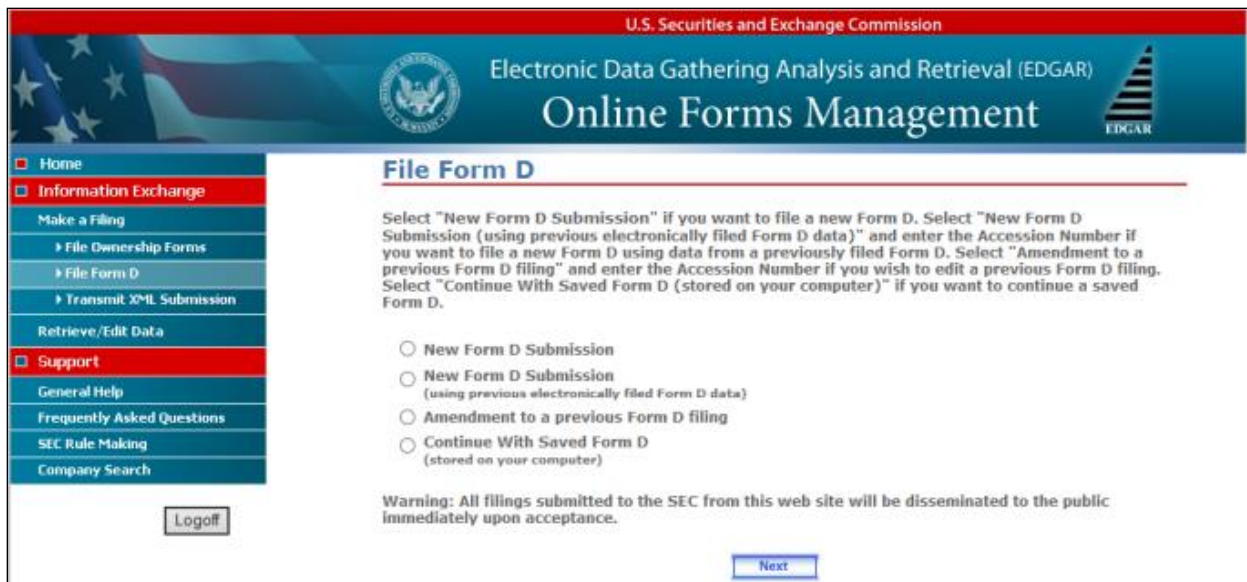 U.S. Securities and Exchange Commission
Electronic Data Gathering Analysis and Retrieval (EDGAR)
Online Forms Management
EDGAR
Home
Information Exchange
Make a Filing
File Ownership Forms
File Form D
Transmit XML Submission
Retrieve/Edit Data
Support
General Help
Frequently Asked Questions
SEC Rule Making
Company Search
Logoff
File Form D
Select "New Form D Submission" if you want to file a new Form D. Select "New Form D
Submission (using previous electronically filed Form D data)" and enter the Accession Number if
you want to file a new Form D using data from a previously filed Form D. Select "Amendment to a
previous Form D filing" and enter the Accession Number if you wish to edit a previous Form D filing.
Select "Continue With Saved Form D (stored on your computer)" if you want to continue a saved
Form D.
New Form D Submission
New Form D Submission
(using previous electronically filed Form D data)
Amendment to a previous Form D filing
Continue With Saved Form D
(stored on your computer)
Warning: All filings submitted to the SEC from this web site will be disseminated to the public
immediately upon acceptance.
Next